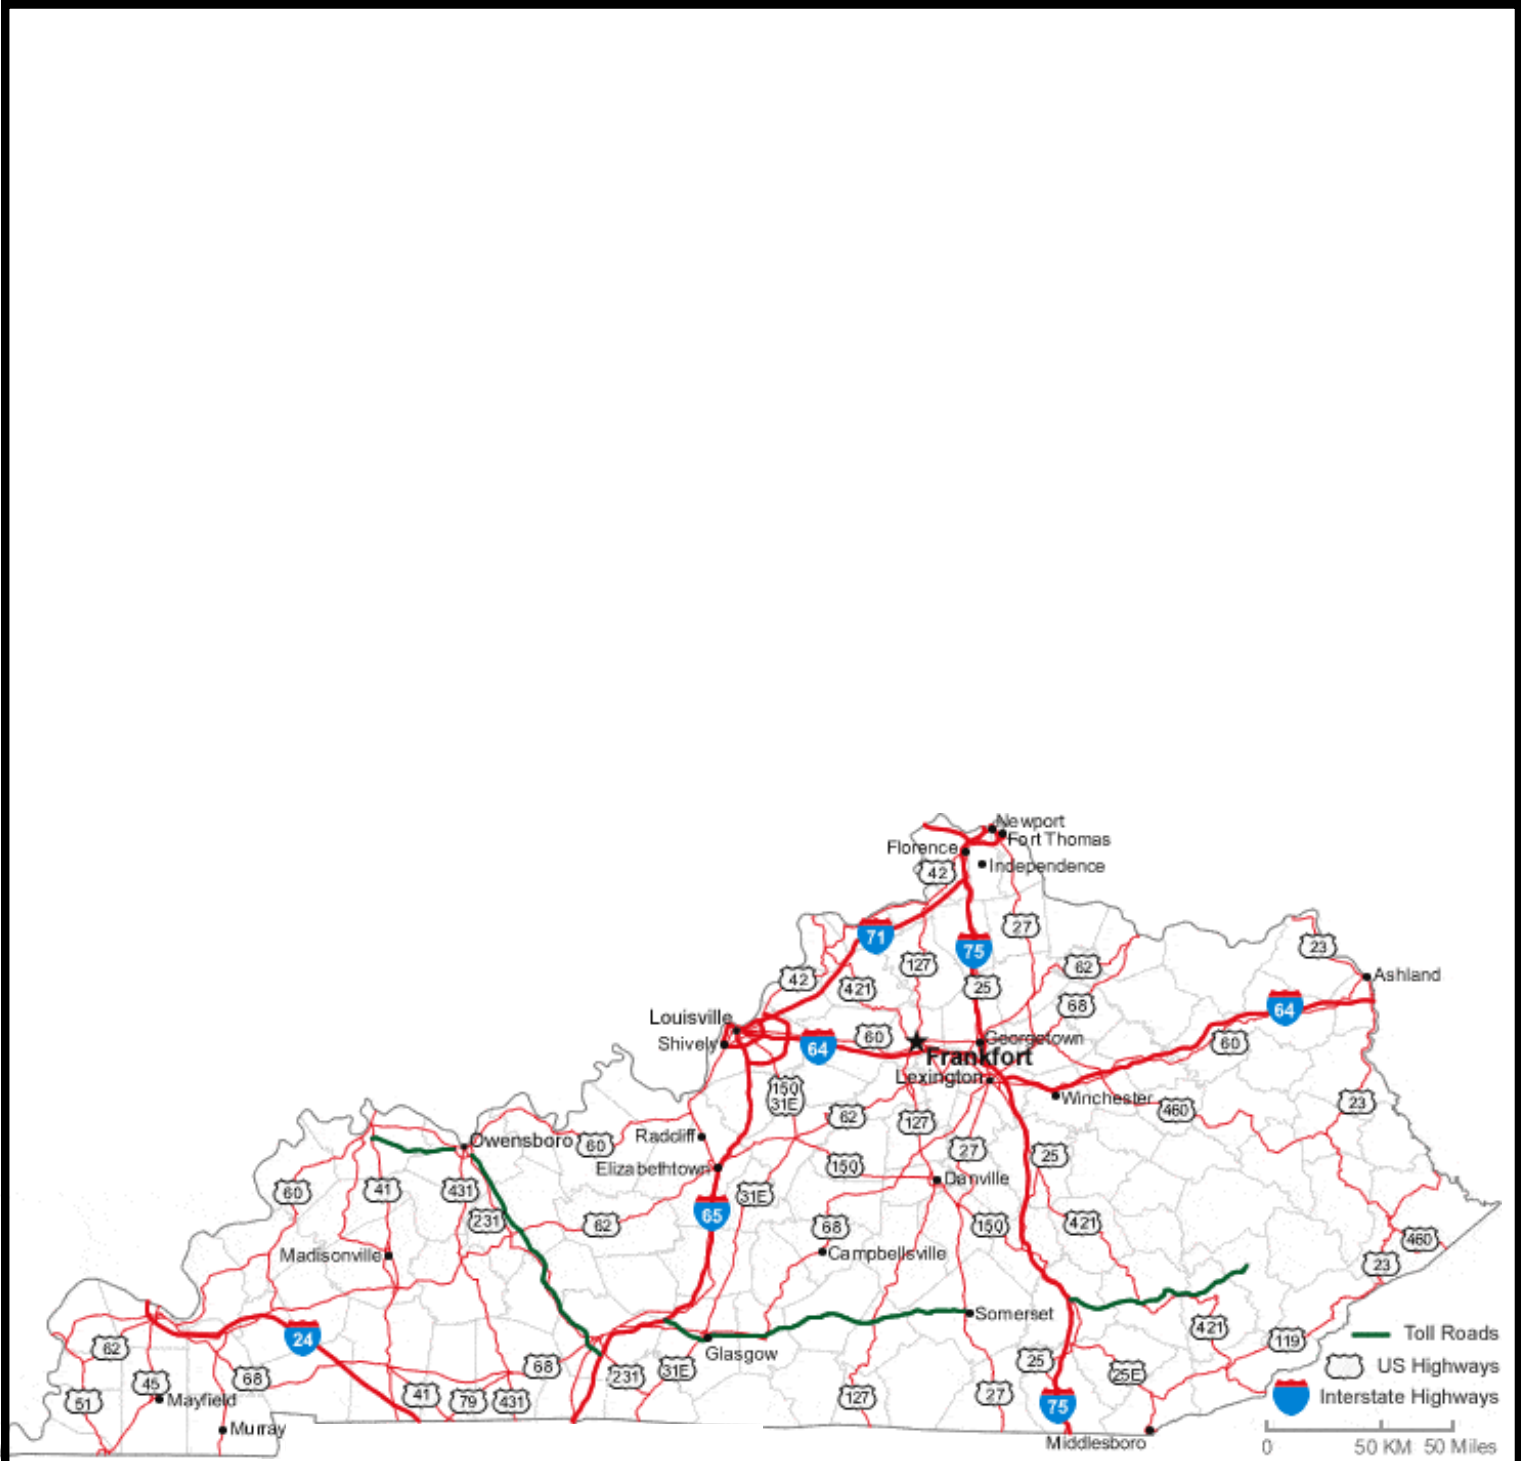 Newport
Fort Thomas
Florence
Independence
42
27
71
75
127
62
23
42
421
25
68
Ashland
64
Louisville
Shively
60
64
Georgetown
Frankfort
Lexington
60
150
31E
62
127
Winchester
460
23
Owensboro
60
Radcliff
Elizabethtown
150
27
25
Danville
60
41
431
231
62
31E
65
68
150
421
Campbellsville
Madisonville
460
23
Somerset
24
62
Glasgow
421
119
Toll Roads
68
231
31E
25
25E
US Highways
45
68
51
Mayfield
41
79
431
127
27
75
Interstate Highways
Murray
Middlesboro
0
50 KM
50 Miles